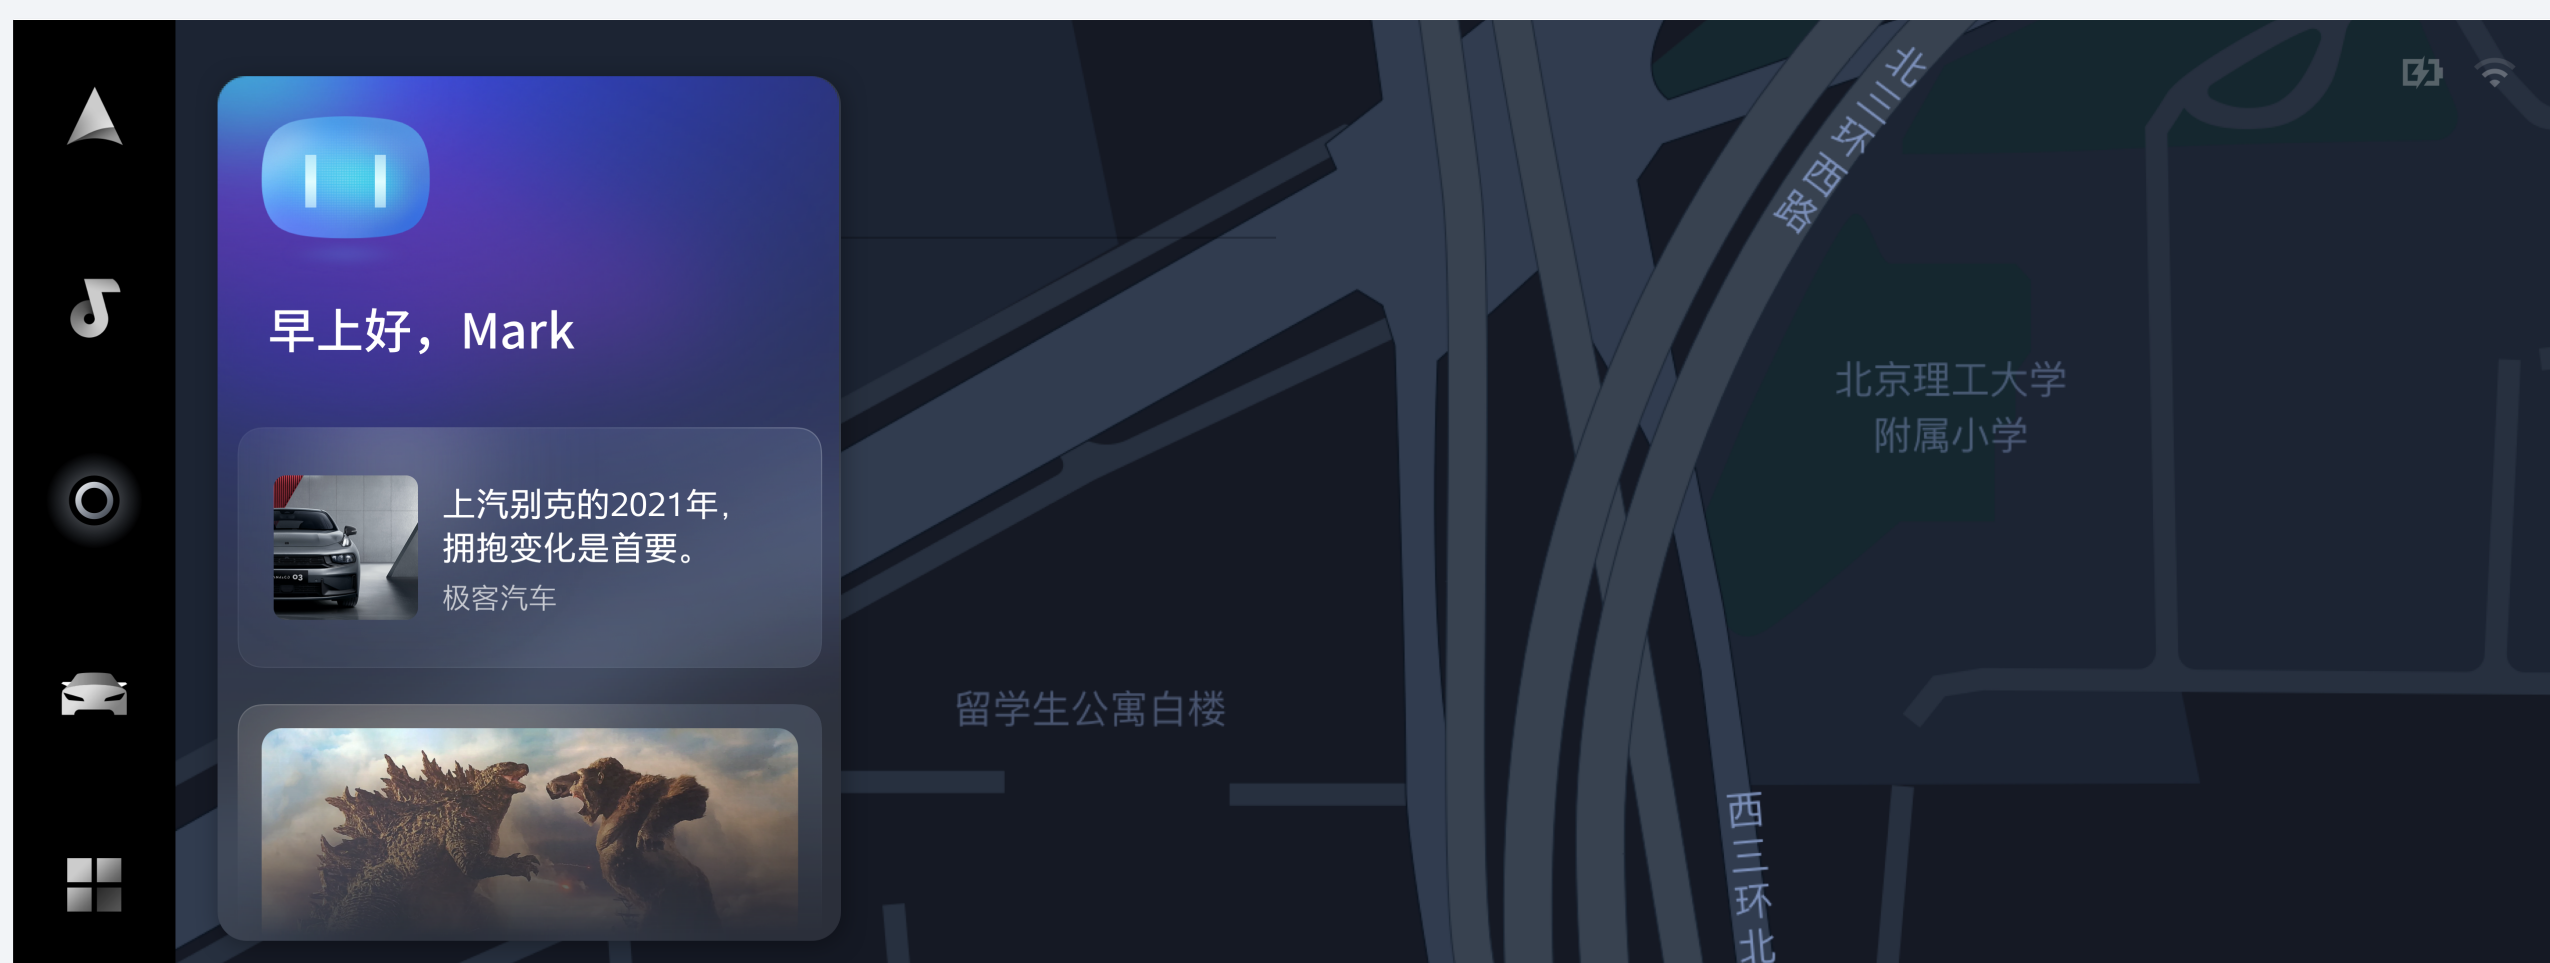 早上好，Mark
上汽别克的2021年，
拥抱变化是首要。
极客汽车
03
北三环西路
北京理工大学
附属小学
留学生公寓白楼
西三环北